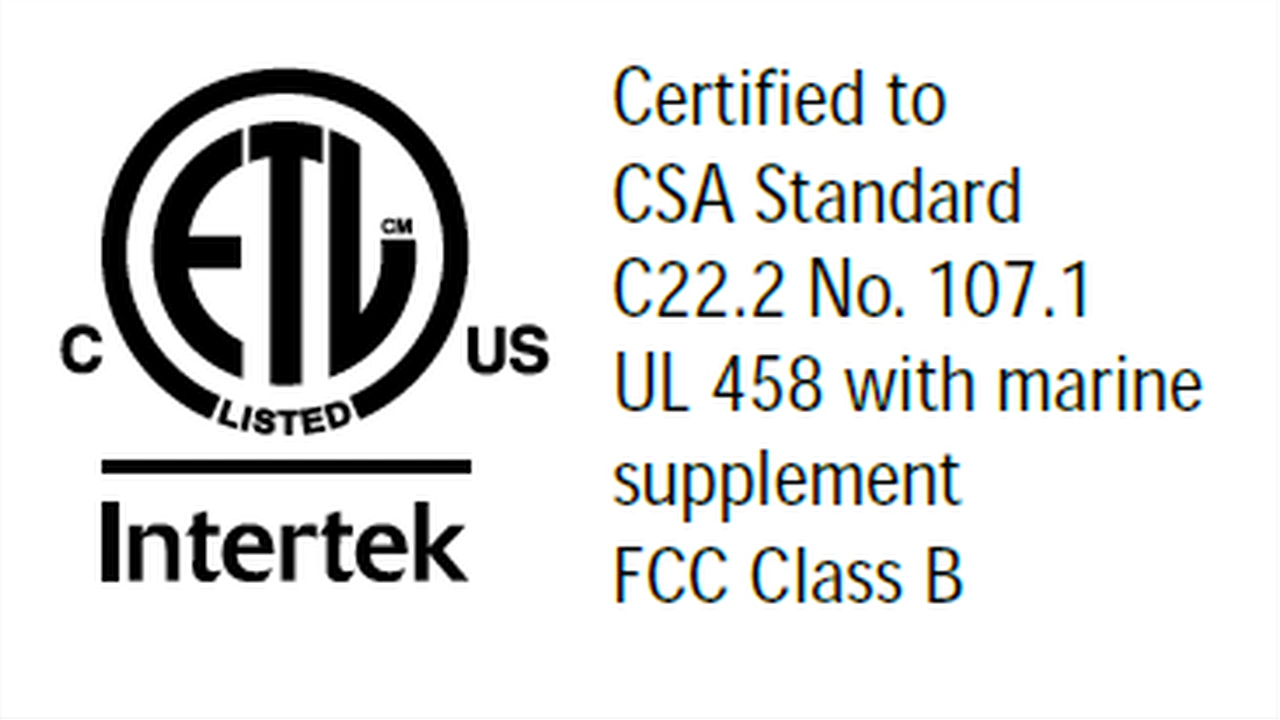 ETL
CM
C
US
LISTED
Intertek
Certified to
CSA Standard
C22.2 No. 107.1
UL 458 with marine
supplement
FCC Class B